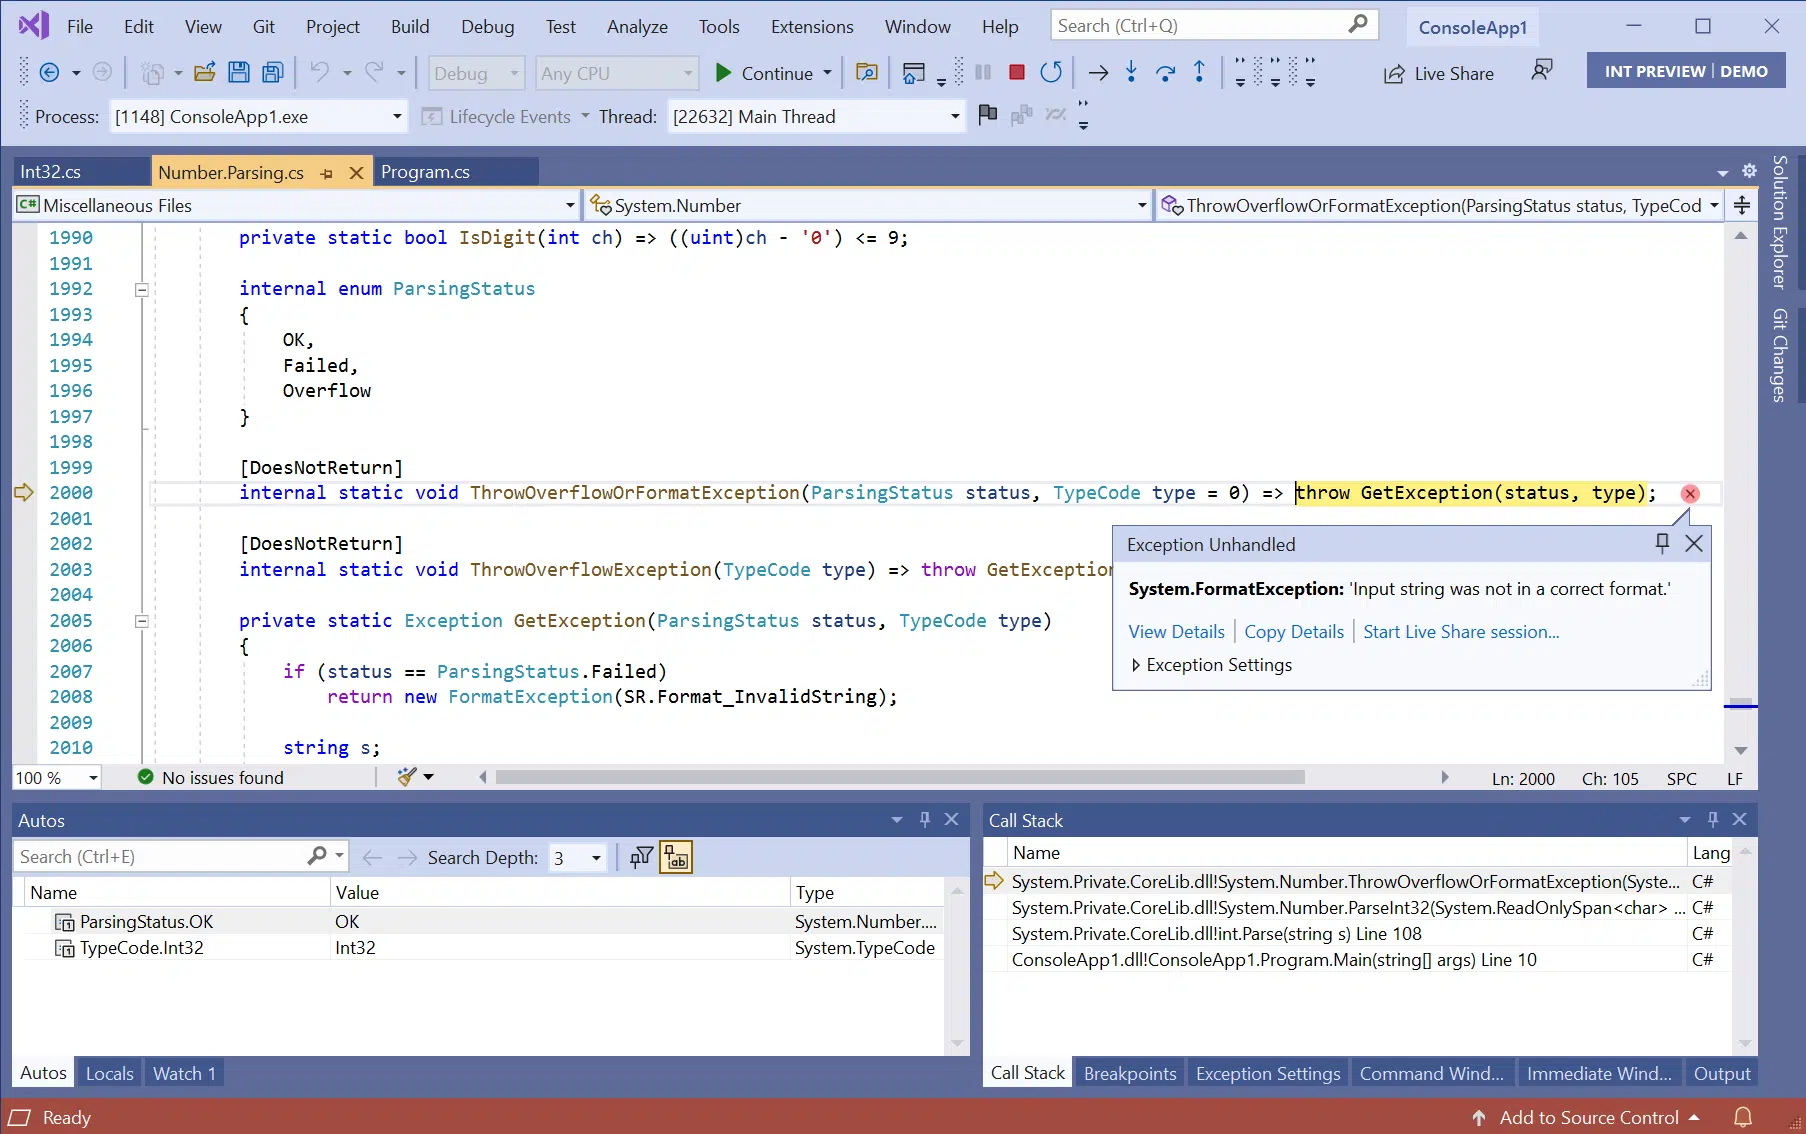 File Edit View Git Project Build Debug Test Analyze Tools Extensions Window Help Search (Ctrl+Q) ConsoleApp1
Debug Any CPU Continue Live Share INT PREVIEW DEMO
Process: [1148] ConsoleApp1.exe Lifecycle Events Thread: [22632] Main Thread
Int32.cs Number.Parsing.cs Program.cs
C# Miscellaneous Files System.Number ThrowOverflowOrFormatException(ParsingStatus status, TypeCod
Solution Explorer
Git Changes
1990 private static bool IsDigit(int ch) => ((uint)ch - '0') <= 9;
1991
1992 internal enum ParsingStatus
1993 {
1994 OK,
1995 Failed,
1996 Overflow
1997 }
1998
1999 [DoesNotReturn]
2000 internal static void ThrowOverflowOrFormatException(ParsingStatus status, TypeCode type = 0) => throw GetException(status, type);
2001
2002 [DoesNotReturn]
2003 internal static void ThrowOverflowException(TypeCode type) => throw GetException
2004
2005 private static Exception GetException(ParsingStatus status, TypeCode type)
2006 {
2007 if (status == ParsingStatus.Failed)
2008 return new FormatException(SR.Format_InvalidString);
2009
2010 string s;
Exception Unhandled
System.FormatException: 'Input string was not in a correct format.'
View Details Copy Details Start Live Share session...
Exception Settings
100 % No issues found Ln: 2000 Ch: 105 SPC LF
Autos
Search (Ctrl+E) Search Depth: 3
Name Value Type
ParsingStatus.OK OK System.Number....
TypeCode.Int32 Int32 System.TypeCode
Autos Locals Watch 1
Call Stack
Name Lang
System.Private.CoreLib.dll!System.Number.ThrowOverflowOrFormatException(Syste... C#
System.Private.CoreLib.dll!System.Number.ParseInt32(System.ReadOnlySpan<char> ... C#
System.Private.CoreLib.dll!int.Parse(string s) Line 108 C#
ConsoleApp1.dll!ConsoleApp1.Program.Main(string[] args) Line 10 C#
Call Stack Breakpoints Exception Settings Command Wind... Immediate Wind... Output
Ready Add to Source Control